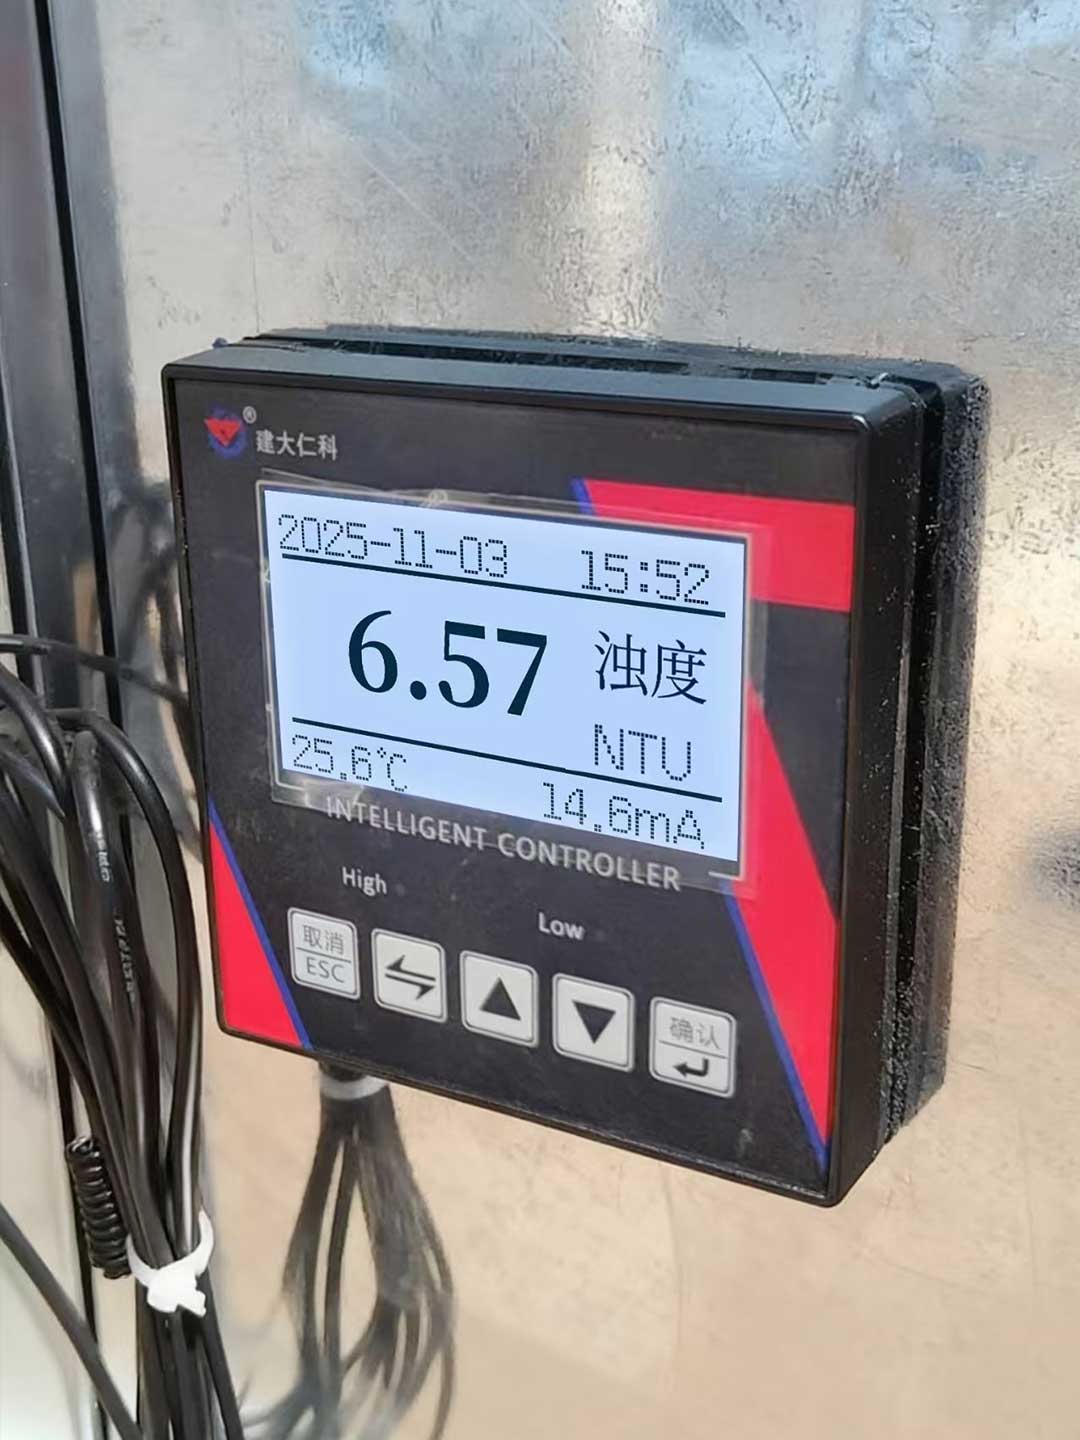 ® 建大仁科
2025-11-03 15:52
6.57 浊度
NTU
25.6℃ 14.6mA
INTELLIGENT CONTROLLER
High
Low
取消
ESC
确认